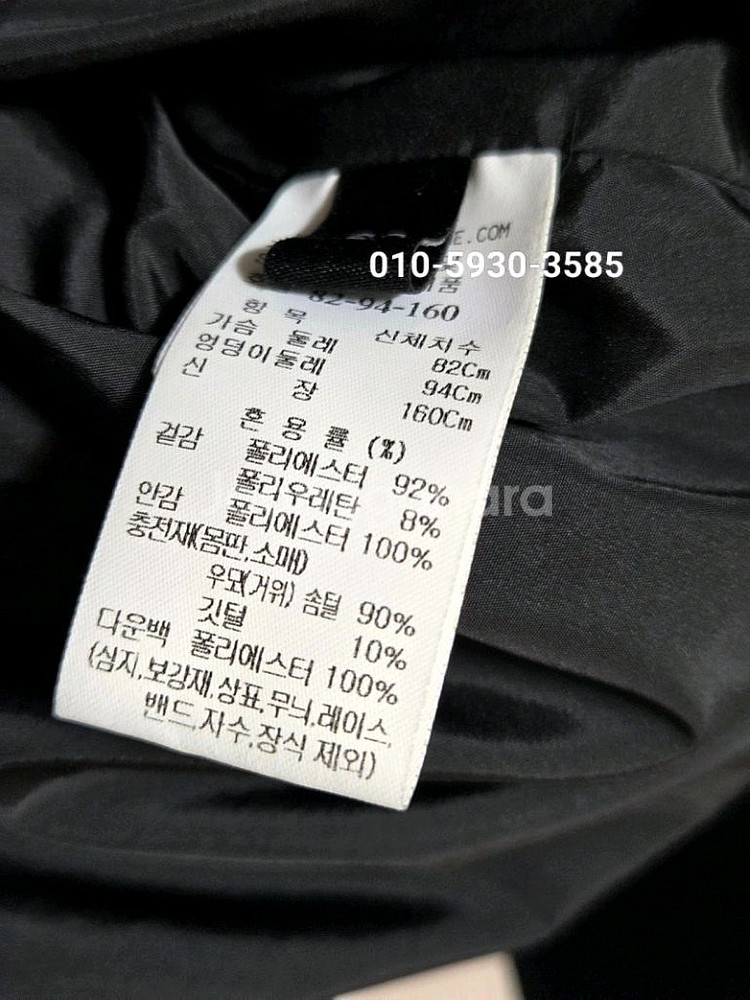 E.COM
010-5930-3585
82-94-160
항 목 신체치수
가슴 둘레 82Cm
엉덩이둘레 94Cm
신 장 160Cm
혼 용 률 (%)
겉감 폴리에스터 92%
폴리우레탄 8%
안감 폴리에스터 100%
충전재(몸판,소매)
우모(거위) 솜털 90%
깃털 10%
다운백 폴리에스터 100%
(심지,보강재,상표,무늬,레이스,
밴드,자수,장식 제외)